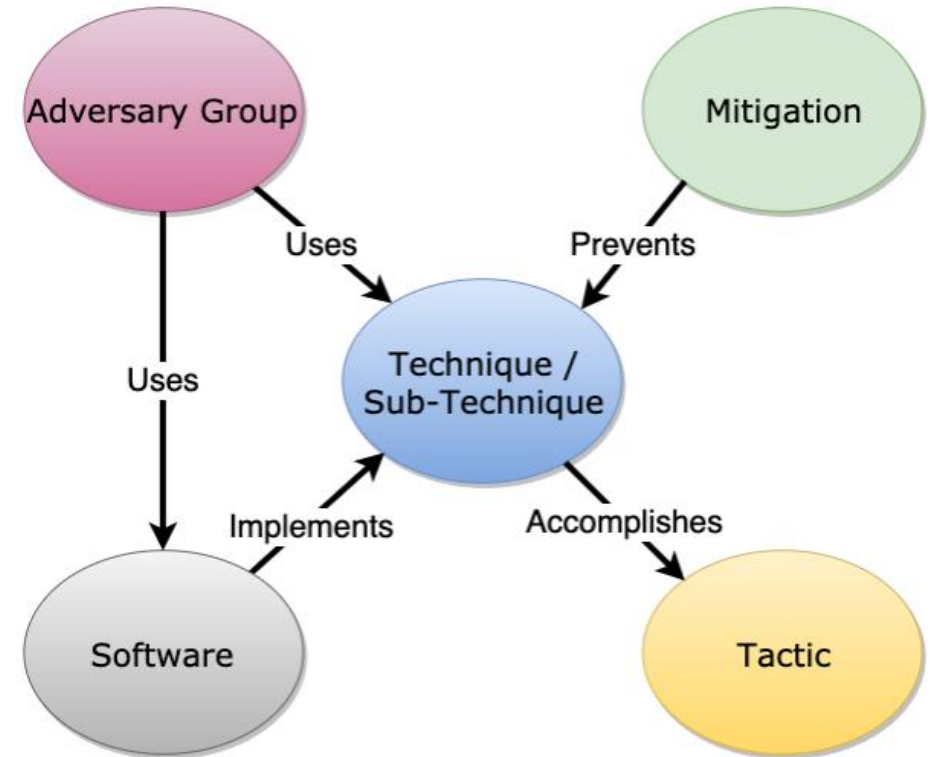 Adversary Group
Mitigation
Uses
Prevents
Technique /
Sub-Technique
Uses
Implements
Accomplishes
Software
Tactic